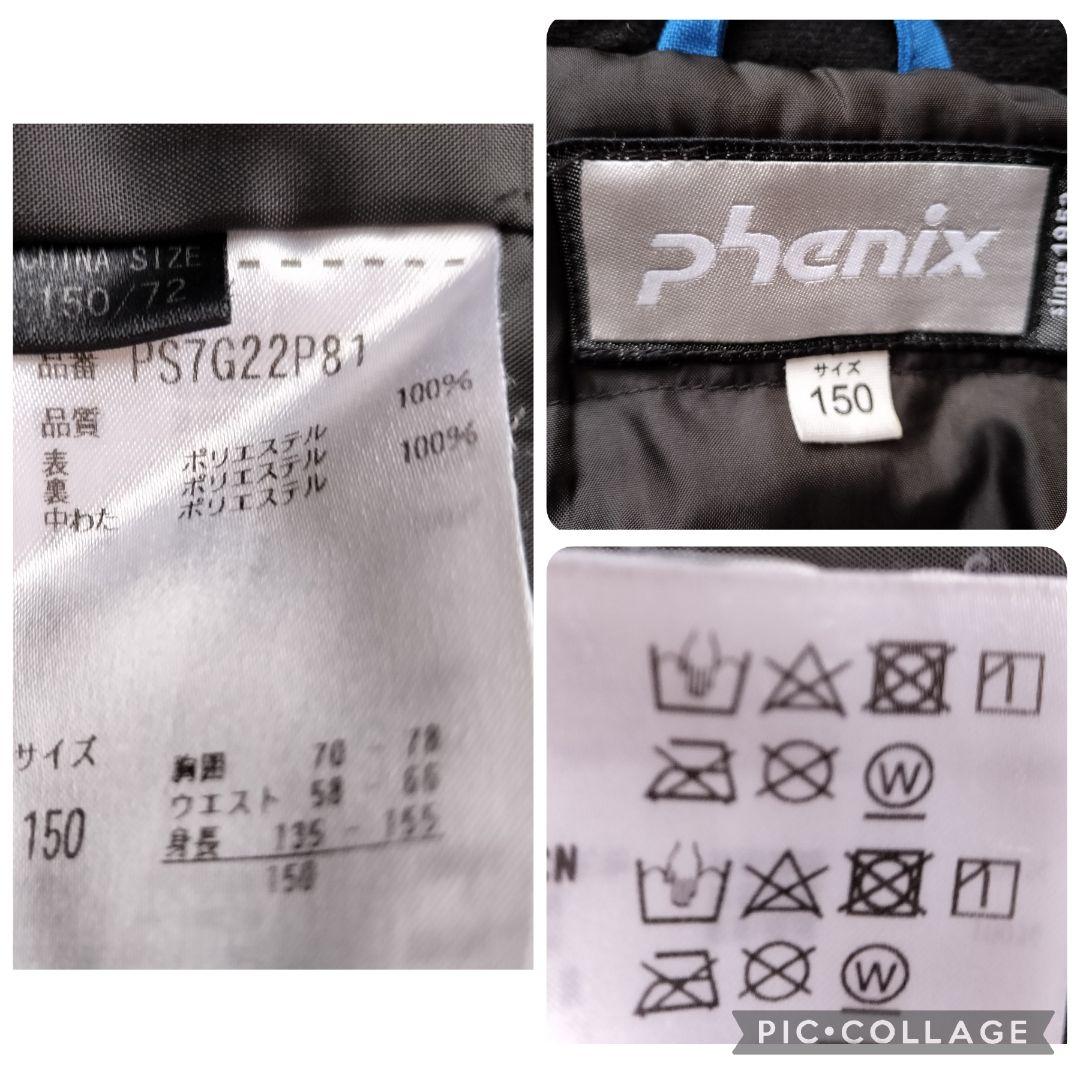 CHINA SIZE
150/72
品番 PS7G22P81
品質
表 ポリエステル 100%
裏 ポリエステル 100%
中わた ポリエステル
サイズ
150
胸囲 70 - 78
ウエスト 58 - 66
身長 135 - 155
150
phenix
since 1952
サイズ
150
W
CN
W
PIC•COLLAGE